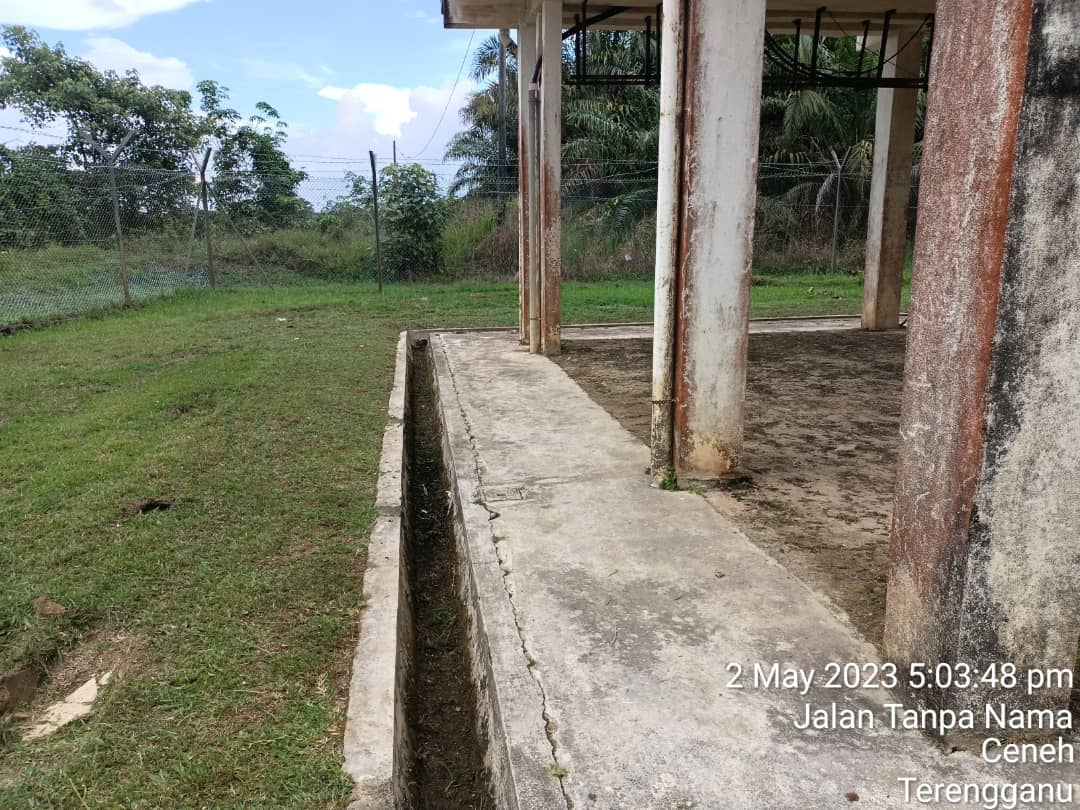 2 May 2023 5:03:48 pm
Jalan Tanpa Nama
Ceneh
Terengganu